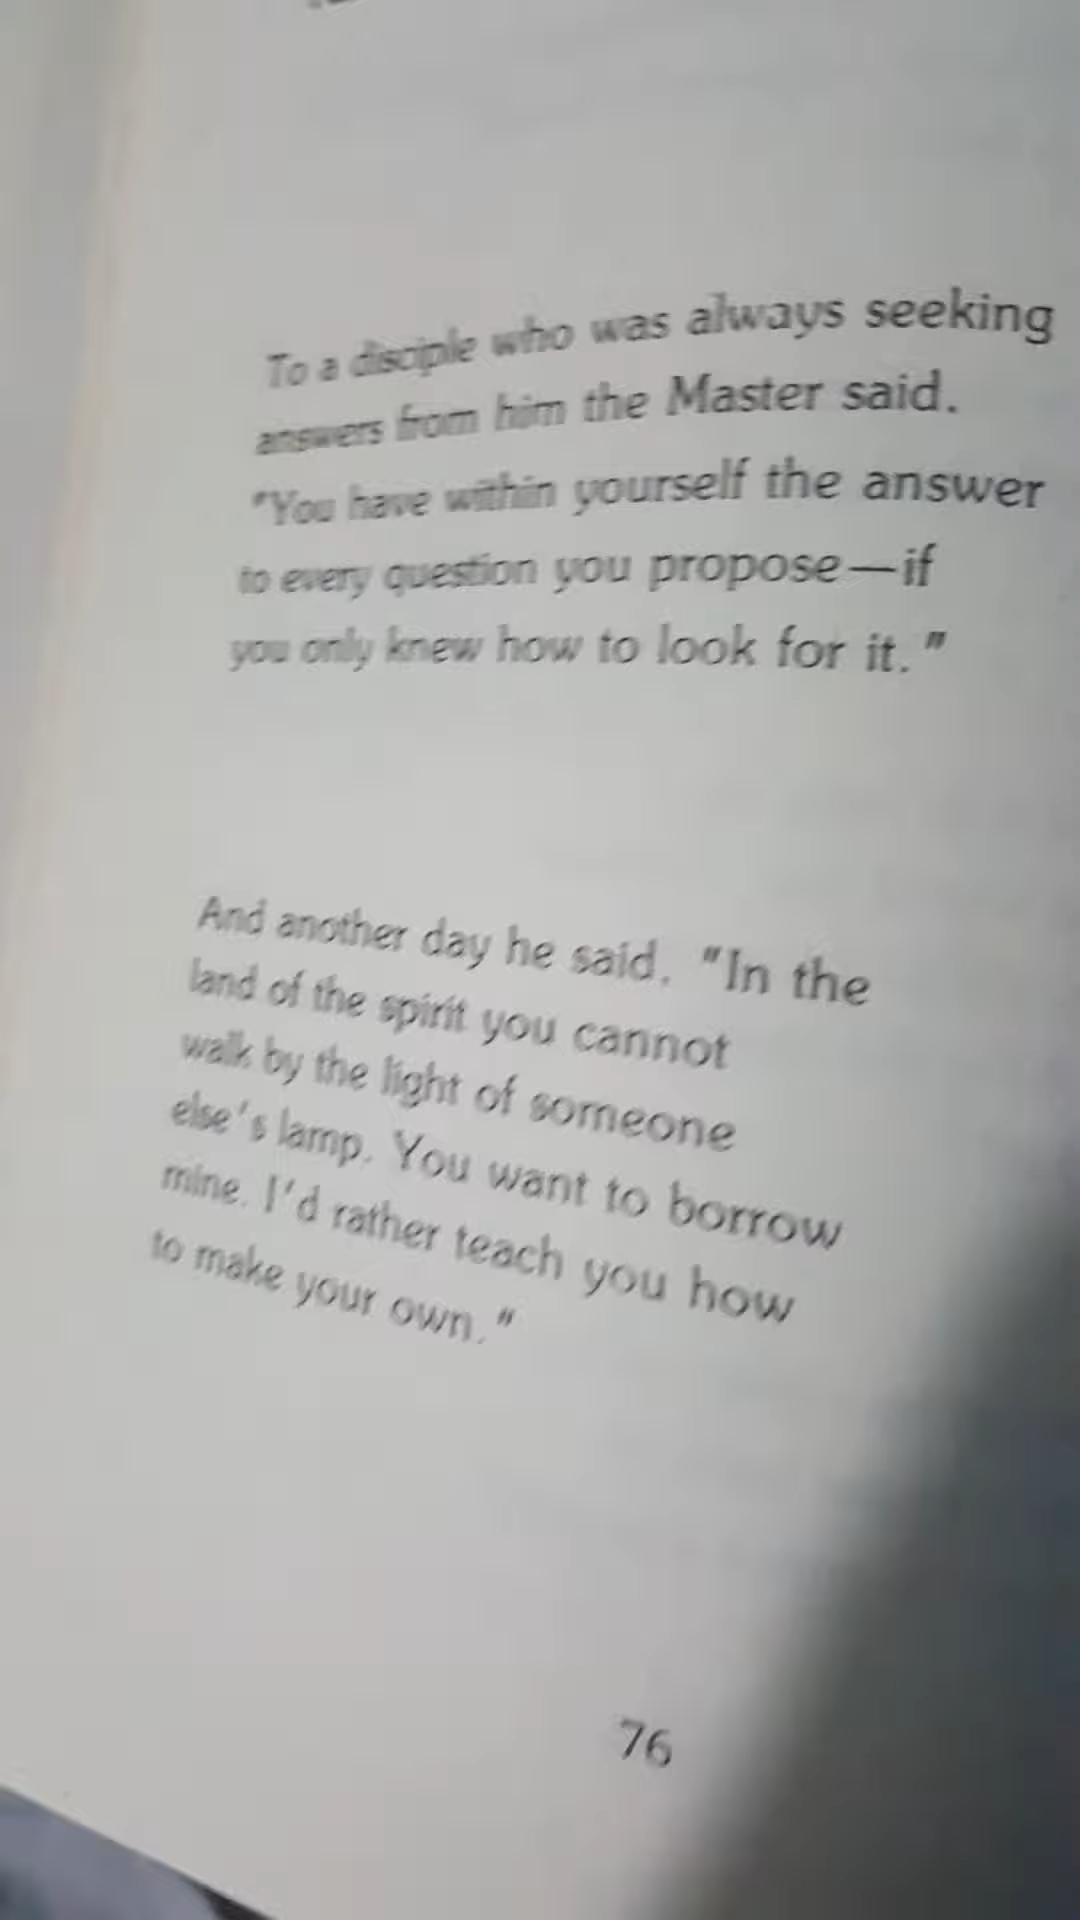 To a disciple who was always seeking
answers from him the Master said.
"You have within yourself the answer
to every question you propose—if
you only knew how to look for it."
And another day he said. "In the
land of the spirit you cannot
walk by the light of someone
else's lamp. You want to borrow
mine. I'd rather teach you how
to make your own."
76